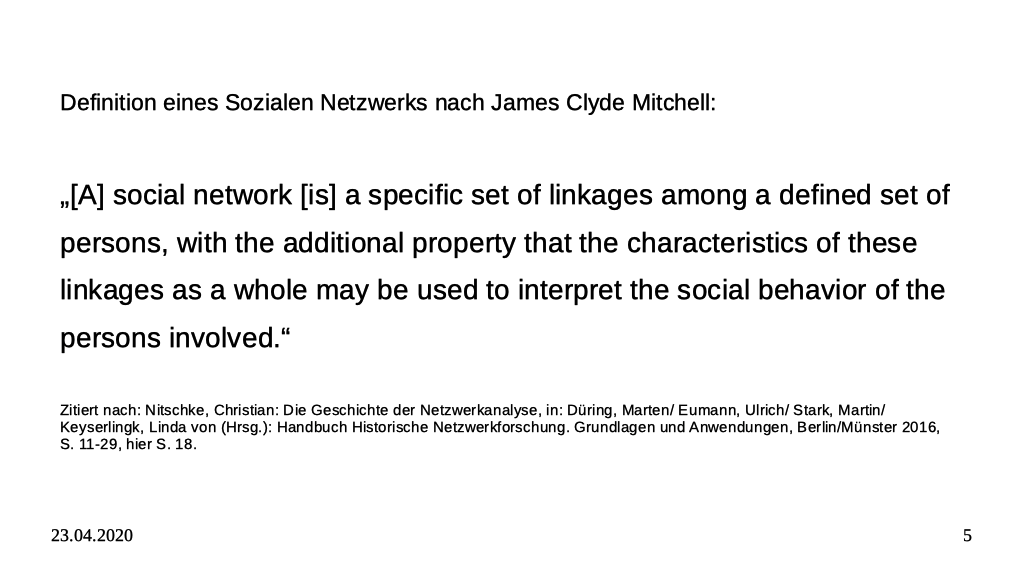 Definition eines Sozialen Netzwerks nach James Clyde Mitchell:
„[A] social network [is] a specific set of linkages among a defined set of
persons, with the additional property that the characteristics of these
linkages as a whole may be used to interpret the social behavior of the
persons involved.“
Zitiert nach: Nitschke, Christian: Die Geschichte der Netzwerkanalyse, in: Düring, Marten/ Eumann, Ulrich/ Stark, Martin/
Keyserlingk, Linda von (Hrsg.): Handbuch Historische Netzwerkforschung. Grundlagen und Anwendungen, Berlin/Münster 2016,
S. 11-29, hier S. 18.
23.04.2020
5